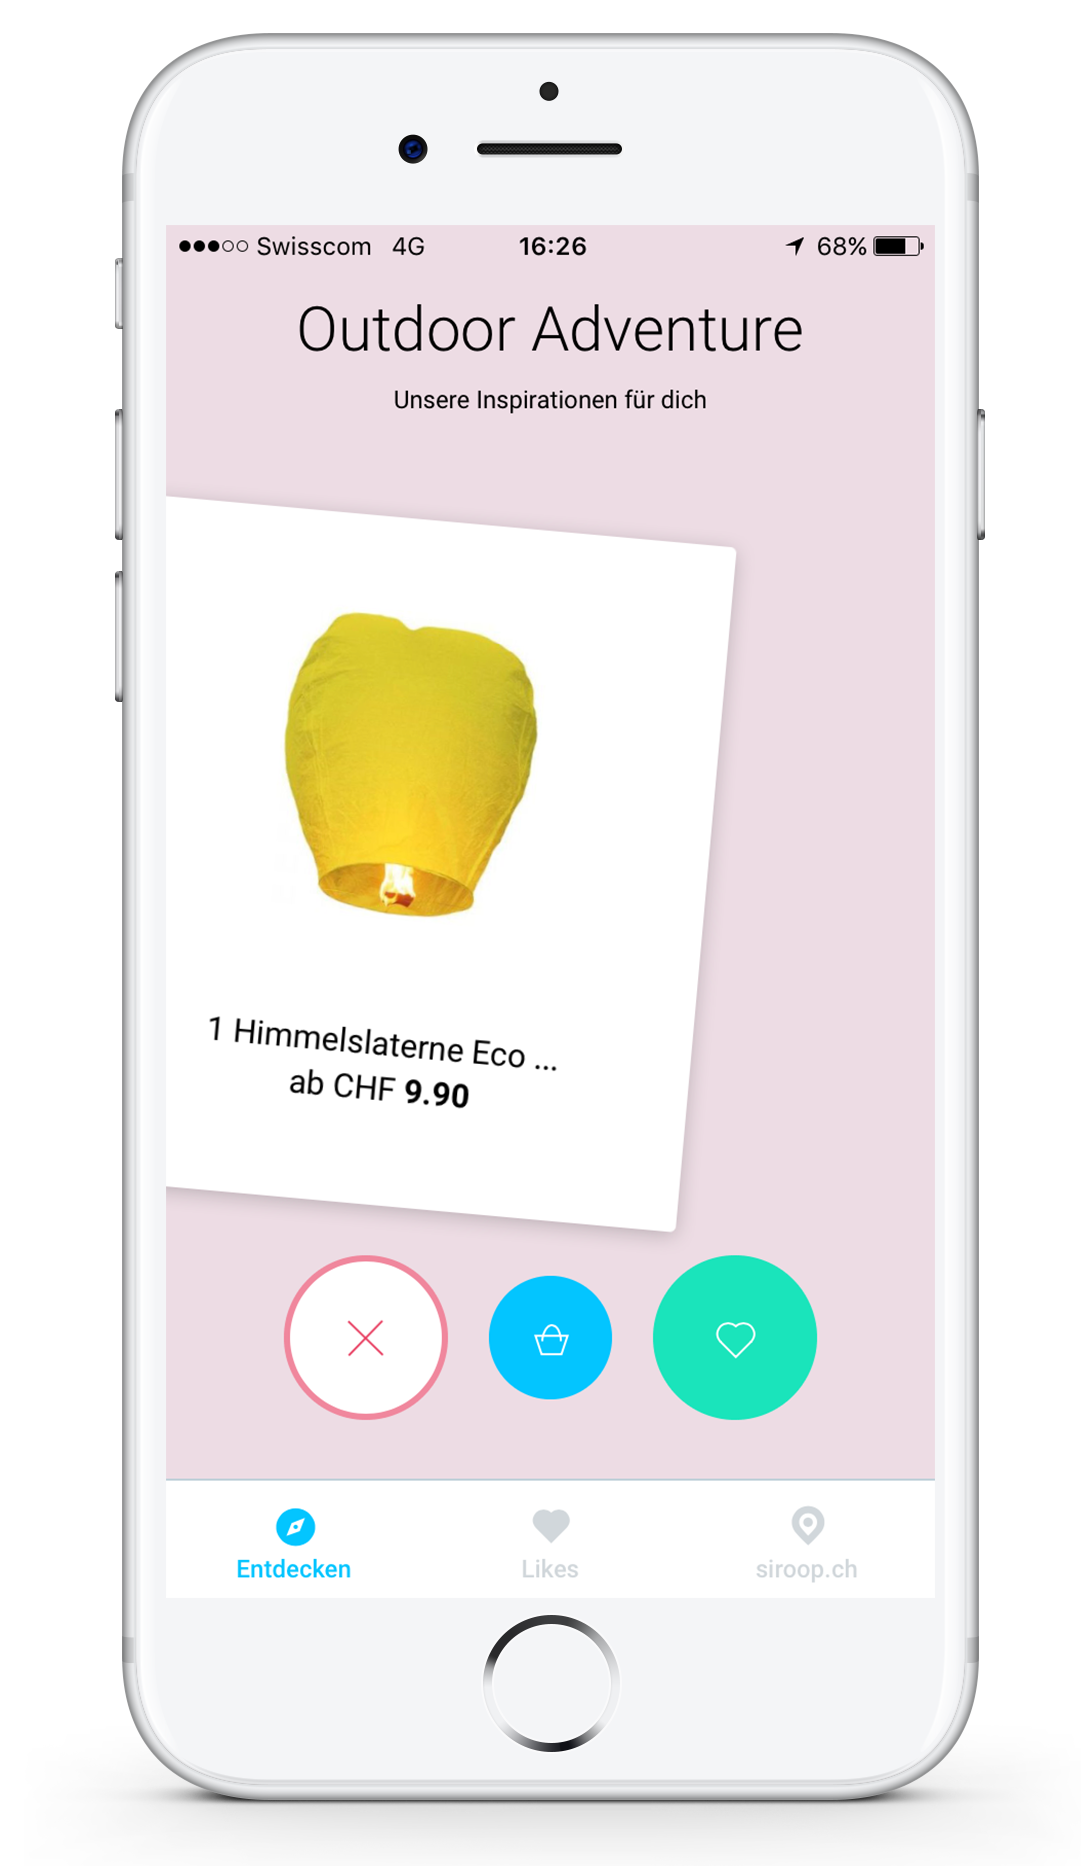 Swisscom 4G 16:26 68%
Outdoor Adventure
Unsere Inspirationen für dich
1 Himmelslaterne Eco ...
ab CHF 9.90
Entdecken Likes siroop.ch